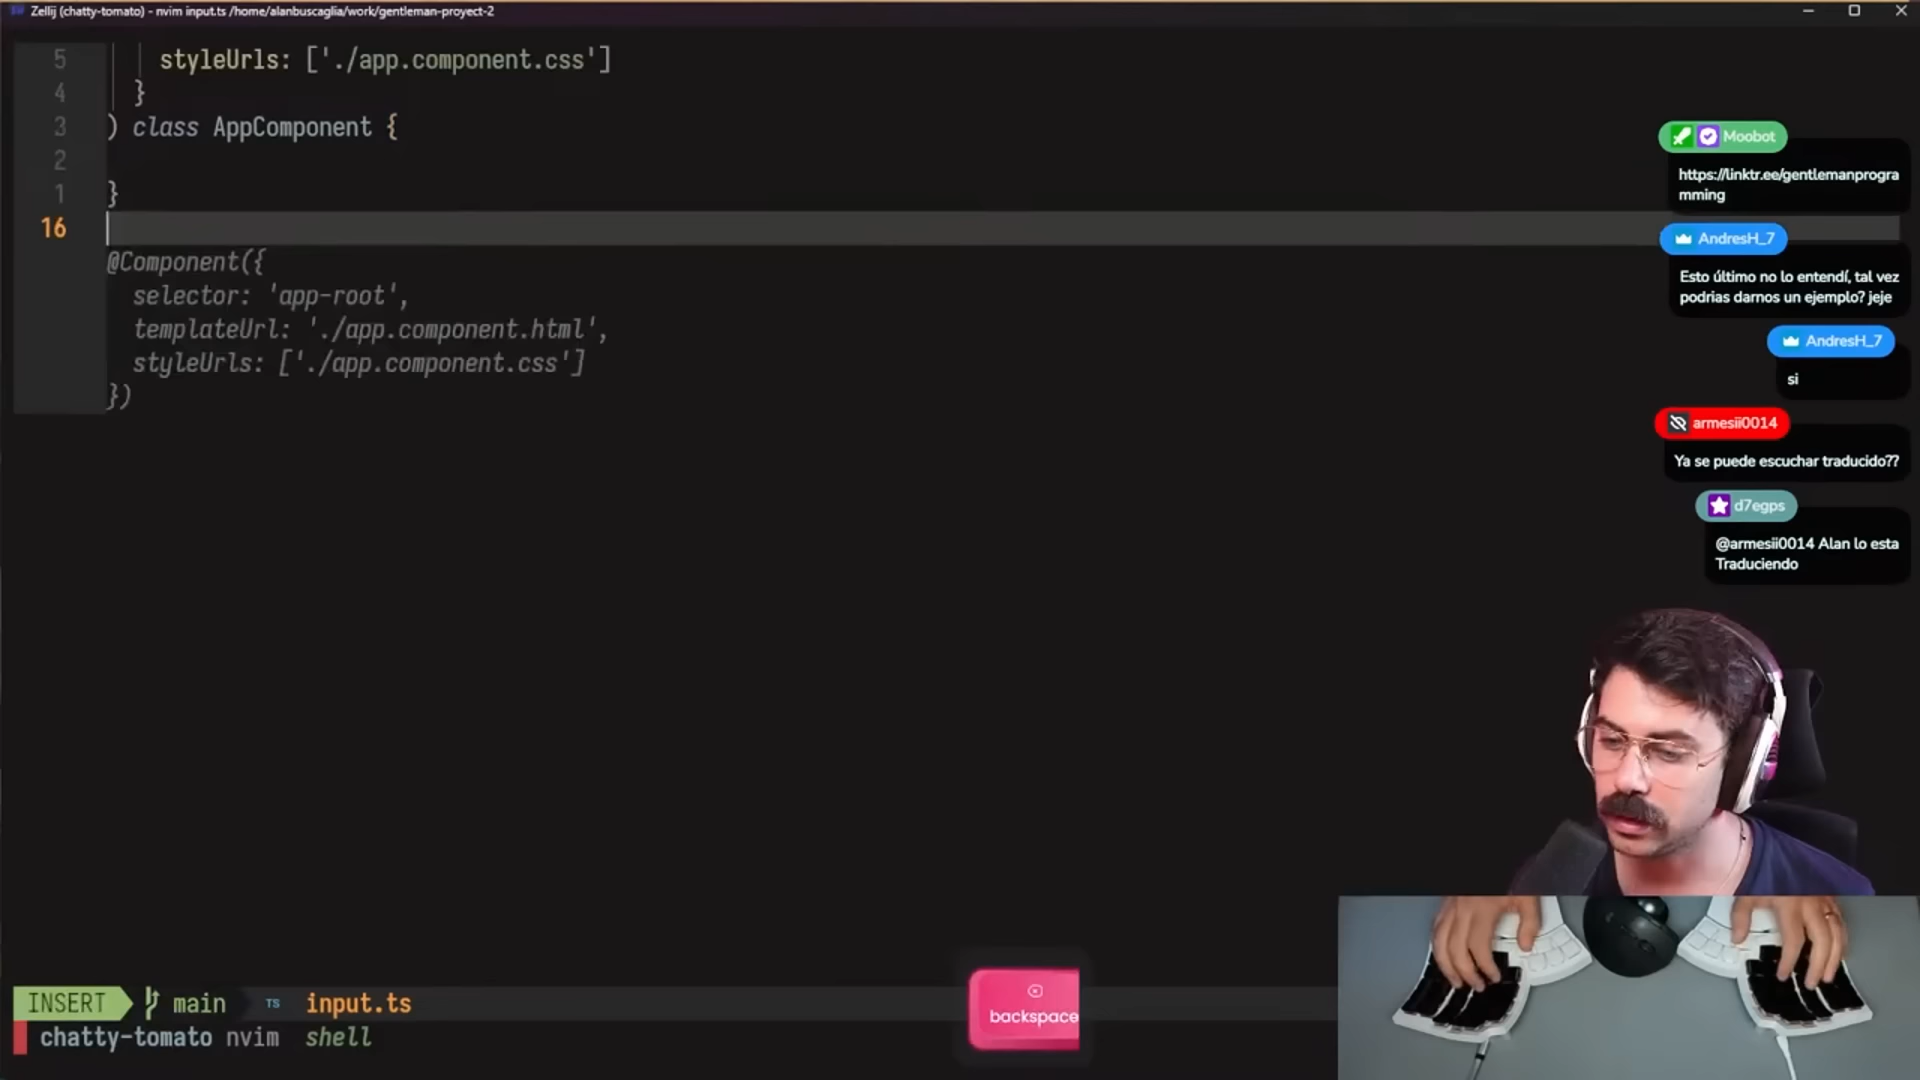 Zellij (chatty-tomato) - nvim input.ts /home/alanbuscaglia/work/gentleman-proyect-2
5 styleUrls: ['./app.component.css']
4 }
3 ) class AppComponent {
2
1 }
16
@Component({
selector: 'app-root',
templateUrl: './app.component.html',
styleUrls: ['./app.component.css']
})
Moobot
https://linktr.ee/gentlemanprogra
mming
AndresH_7
Esto último no lo entendí, tal vez
podrias darnos un ejemplo? jeje
AndresH_7
si
armesii0014
Ya se puede escuchar traducido??
d7egps
@armesii0014 Alan lo esta
Traduciendo
backspace
INSERT main TS input.ts
chatty-tomato nvim shell